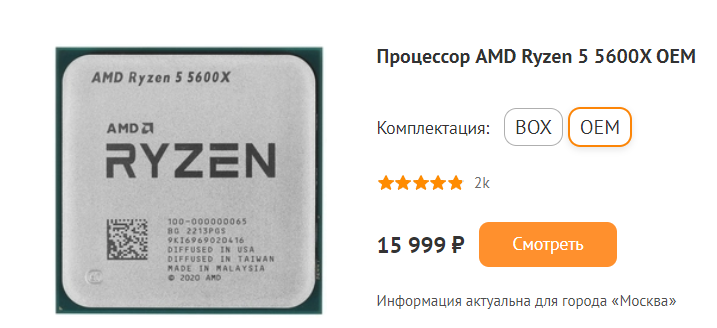 AMD Ryzen 5 5600X
AMD
RYZEN
100-000000065
BG 2213PGS
9KI6969020416
DIFFUSED IN USA
DIFFUSED IN TAIWAN
MADE IN MALAYSIA
© 2020 AMD
Процессор AMD Ryzen 5 5600X OEM
Комплектация: BOX OEM
2k
15 999 ₽ Смотреть
Информация актуальна для города «Москва»